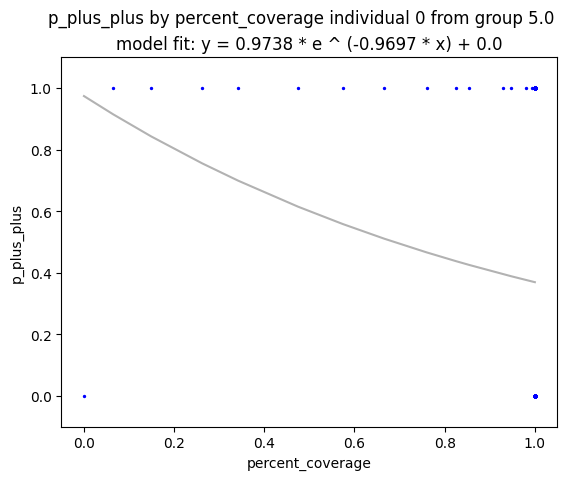 p_plus_plus by percent_coverage individual 0 from group 5.0
model fit: y = 0.9738 * e ^ (-0.9697 * x) + 0.0
1.0
0.8
0.6
0.4
0.2
0.0
p_plus_plus
0.0 0.2 0.4 0.6 0.8 1.0
percent_coverage